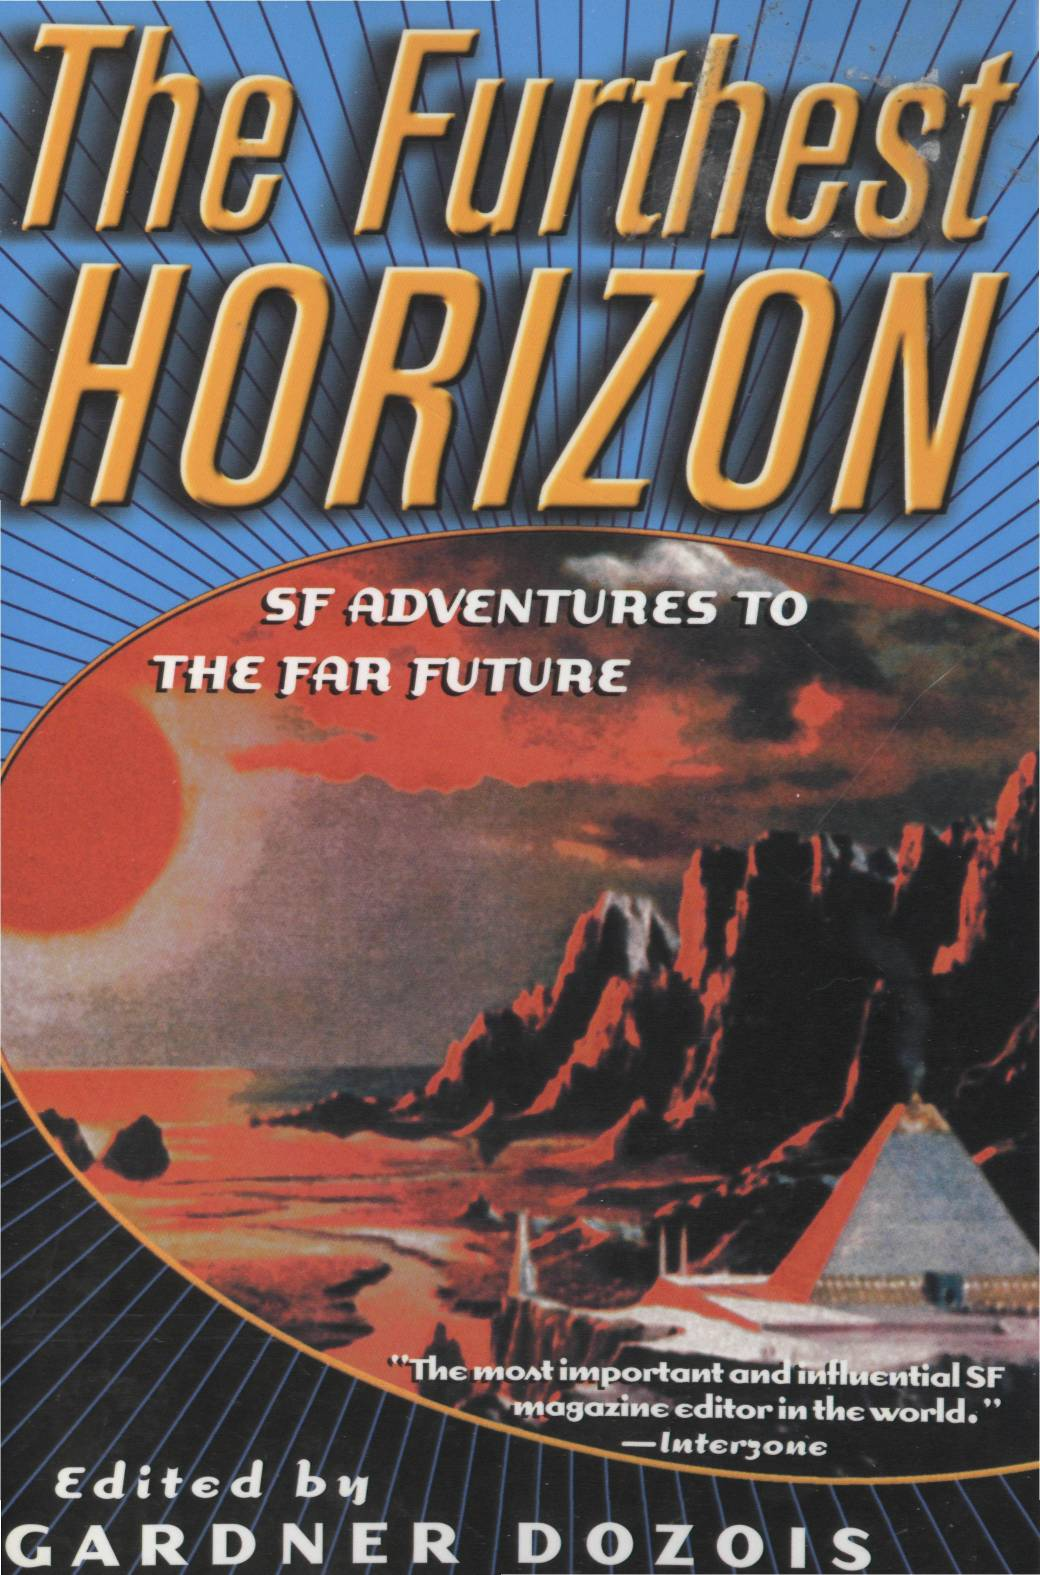 The Furthest
HORIZON
SF ADVENTURES TO
THE FAR FUTURE
"The most important and influential SF
magazine editor in the world."
—Interzone
Edited by
GARDNER DOZOIS